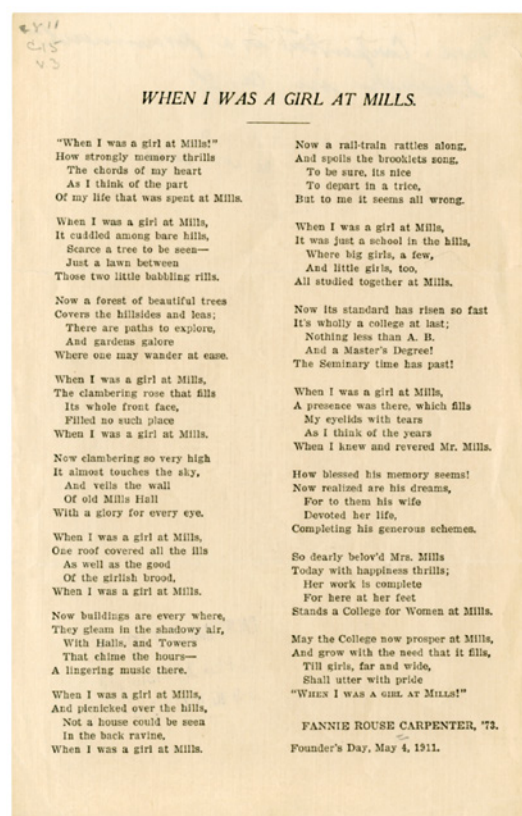 WHEN I WAS A GIRL AT MILLS.
"When I was a girl at Mills!"
How strongly memory thrills
The chords of my heart
As I think of the part
Of my life that was spent at Mills.
When I was a girl at Mills,
It cuddled among bare hills,
Scarce a tree to be seen—
Just a lawn between
Those two little babbling rills.
Now a forest of beautiful trees
Covers the hillsides and leas;
There are paths to explore,
And gardens galore
Where one may wander at ease.
When I was a girl at Mills,
The clambering rose that fills
Its whole front face,
Filled no such place
When I was a girl at Mills.
Now clambering so very high
It almost touches the sky,
And veils the wall
Of old Mills Hall
With a glory for every eye.
When I was a girl at Mills,
One roof covered all the ills
As well as the good
Of the girlish brood,
When I was a girl at Mills.
Now buildings are every where,
They gleam in the shadowy air,
With Halls, and Towers
That chime the hours—
A lingering music there.
When I was a girl at Mills,
And picnicked over the hills,
Not a house could be seen
In the back ravine,
When I was a girl at Mills.
Now a rail-train rattles along,
And spoils the brooklets song,
To be sure, its nice
To depart in a trice,
But to me it seems all wrong.
When I was a girl at Mills,
It was just a school in the hills,
Where big girls, a few,
And little girls, too,
All studied together at Mills.
Now its standard has risen so fast
It's wholly a college at last;
Nothing less than A. B.
And a Master's Degree!
The Seminary time has past!
When I was a girl at Mills,
A presence was there, which fills
My eyelids with tears
As I think of the years
When I knew and revered Mr. Mills.
How blessed his memory seems!
Now realized are his dreams,
For to them his wife
Devoted her life,
Completing his generous schemes.
So dearly belov'd Mrs. Mills
Today with happiness thrills;
Her work is complete
For here at her feet
Stands a College for Women at Mills.
May the College now prosper at Mills,
And grow with the need that it fills,
Till girls, far and wide,
Shall utter with pride
"WHEN I WAS A GIRL AT MILLS!"
FANNIE ROUSE CARPENTER, '73.
Founder's Day, May 4, 1911.